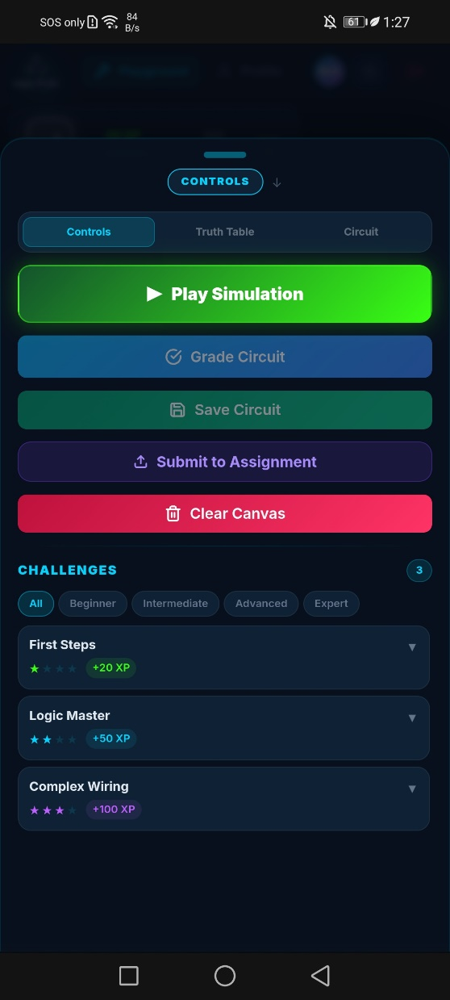 SOS only
84
B/s
61
1:27
CONTROLS ↓
Controls
Truth Table
Circuit
Play Simulation
Grade Circuit
Save Circuit
Submit to Assignment
Clear Canvas
CHALLENGES
3
All
Beginner
Intermediate
Advanced
Expert
First Steps
+20 XP
Logic Master
+50 XP
Complex Wiring
+100 XP